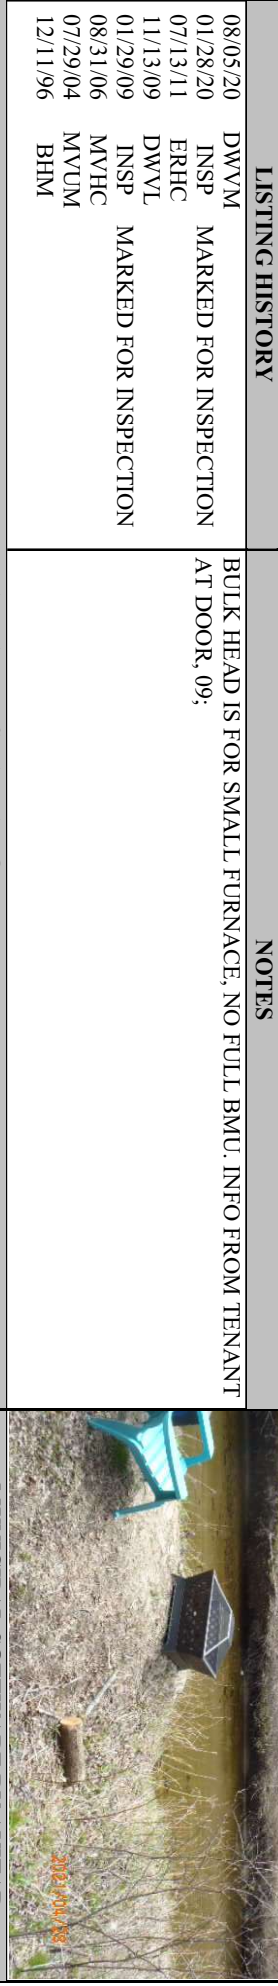 LISTING HISTORY
08/05/20 DWVM
01/28/20 INSP MARKED FOR INSPECTION
07/13/11 ERHC
11/13/09 DWVL
01/29/09 INSP MARKED FOR INSPECTION
08/31/06 MVHC
07/29/04 MVUM
12/11/96 BHM
NOTES
BULK HEAD IS FOR SMALL FURNACE, NO FULL BMU. INFO FROM TENANT
AT DOOR, 09;